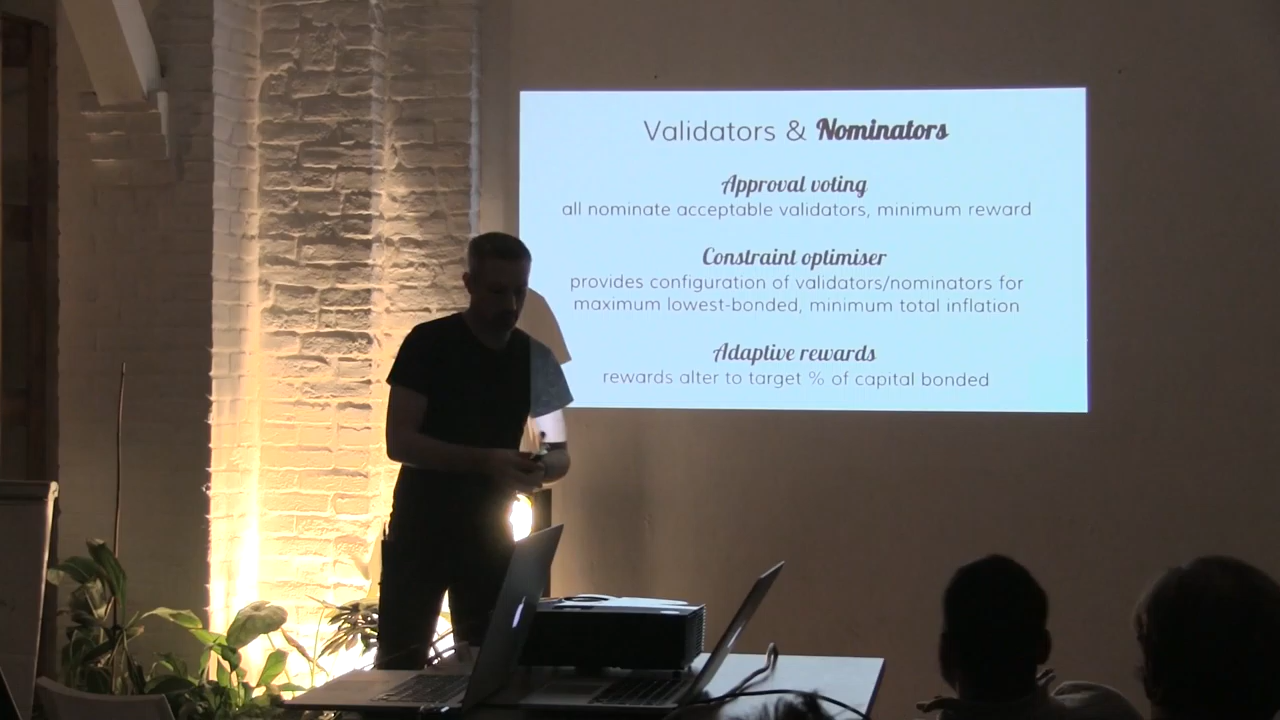 Validators & Nominators
Approval voting
all nominate acceptable validators, minimum reward
Constraint optimiser
provides configuration of validators/nominators for
maximum lowest-bonded, minimum total inflation
Adaptive rewards
rewards alter to target % of capital bonded